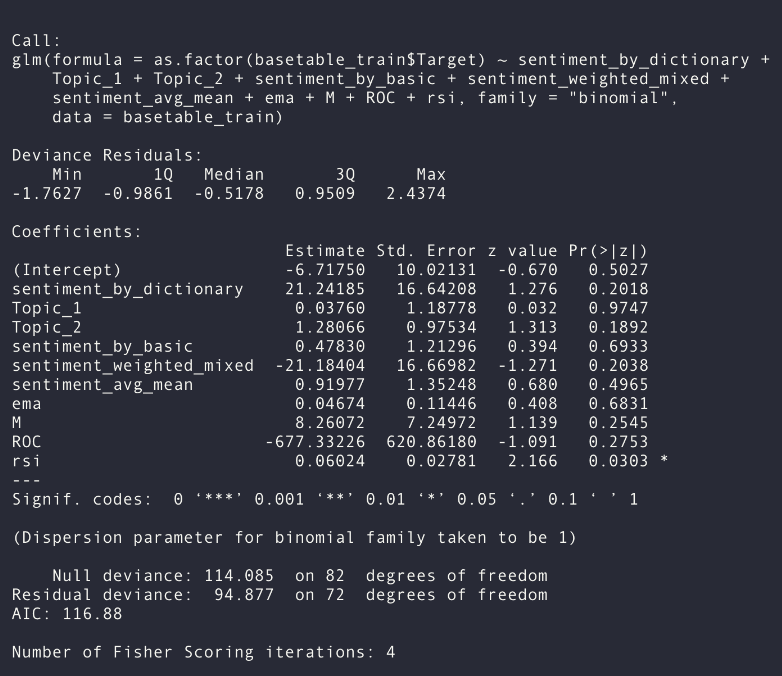 Call:
glm(formula = as.factor(basetable_train$Target) ~ sentiment_by_dictionary +
    Topic_1 + Topic_2 + sentiment_by_basic + sentiment_weighted_mixed +
    sentiment_avg_mean + ema + M + ROC + rsi, family = "binomial",
    data = basetable_train)

Deviance Residuals:
    Min       1Q   Median       3Q      Max
-1.7627  -0.9861  -0.5178   0.9509   2.4374

Coefficients:
                          Estimate Std. Error z value Pr(>|z|)
(Intercept)               -6.71750   10.02131  -0.670   0.5027
sentiment_by_dictionary   21.24185   16.64208   1.276   0.2018
Topic_1                    0.03760    1.18778   0.032   0.9747
Topic_2                    1.28066    0.97534   1.313   0.1892
sentiment_by_basic         0.47830    1.21296   0.394   0.6933
sentiment_weighted_mixed  -21.18404   16.66982  -1.271   0.2038
sentiment_avg_mean         0.91977    1.35248   0.680   0.4965
ema                        0.04674    0.11446   0.408   0.6831
M                          8.26072    7.24972   1.139   0.2545
ROC                     -677.33226  620.86180  -1.091   0.2753
rsi                        0.06024    0.02781   2.166   0.0303 *
---
Signif. codes:  0 ‘***’ 0.001 ‘**’ 0.01 ‘*’ 0.05 ‘.’ 0.1 ‘ ’ 1

(Dispersion parameter for binomial family taken to be 1)

    Null deviance: 114.085  on 82  degrees of freedom
Residual deviance:  94.877  on 72  degrees of freedom
AIC: 116.88

Number of Fisher Scoring iterations: 4